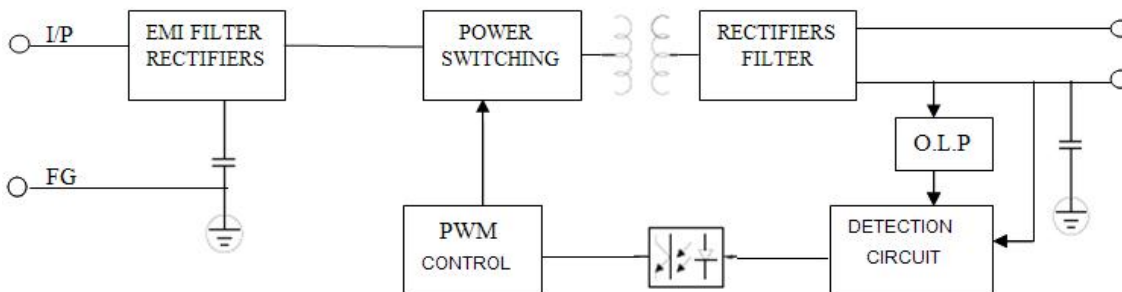 I/P
EMI FILTER
RECTIFIERS
POWER
SWITCHING
RECTIFIERS
FILTER
O.L.P
FG
PWM
CONTROL
DETECTION
CIRCUIT